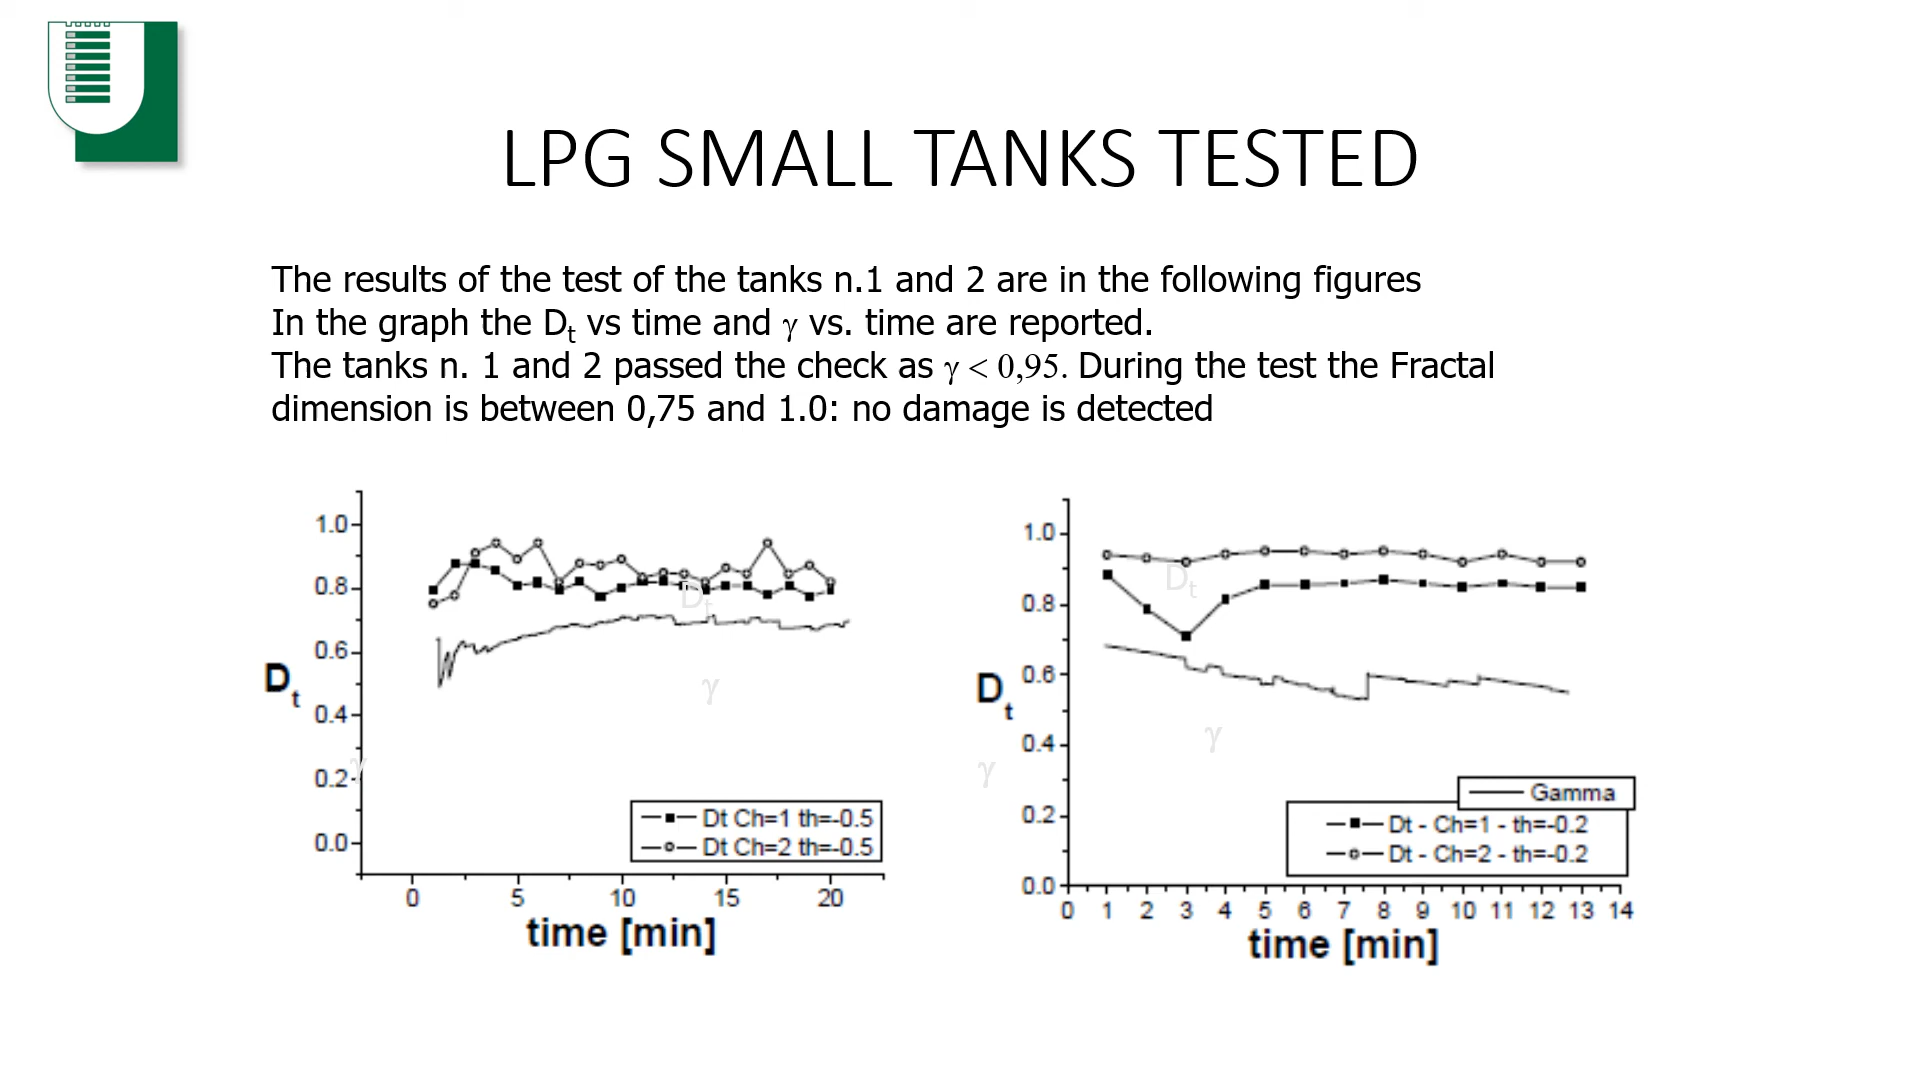 LPG SMALL TANKS TESTED
The results of the test of the tanks n.1 and 2 are in the following figures
In the graph the Dt vs time and γ vs. time are reported.
The tanks n. 1 and 2 passed the check as γ < 0,95. During the test the Fractal
dimension is between 0,75 and 1.0: no damage is detected
1.0
0.8
0.6
0.4
0.2
0.0
Dt
Dt
γ
γ
Dt Ch=1 th=-0.5
Dt Ch=2 th=-0.5
0 5 10 15 20
time [min]
1.0
0.8
0.6
0.4
0.2
0.0
Dt
Dt
γ
γ
Gamma
Dt - Ch=1 - th=-0.2
Dt - Ch=2 - th=-0.2
0 1 2 3 4 5 6 7 8 9 10 11 12 13 14
time [min]